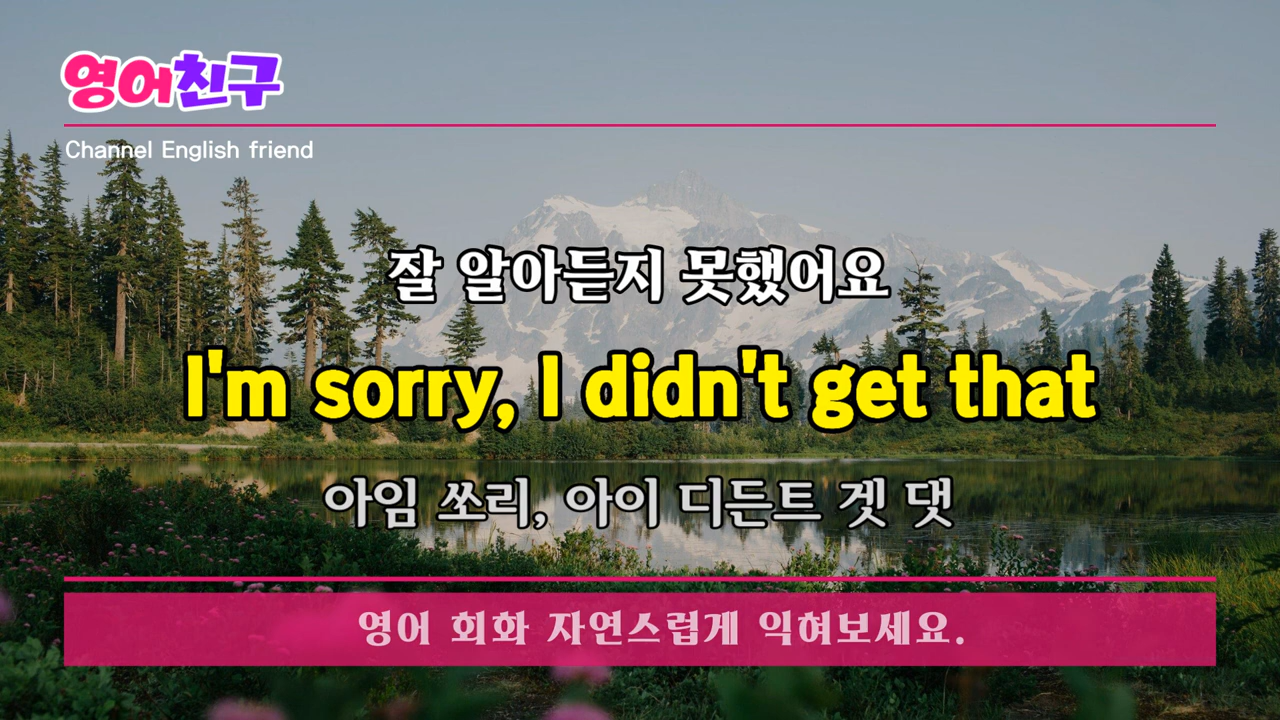 영어친구
Channel English friend
잘 알아듣지 못했어요
I'm sorry, I didn't get that
아임 쏘리, 아이 디든트 겟 댓
영어 회화 자연스럽게 익혀보세요.